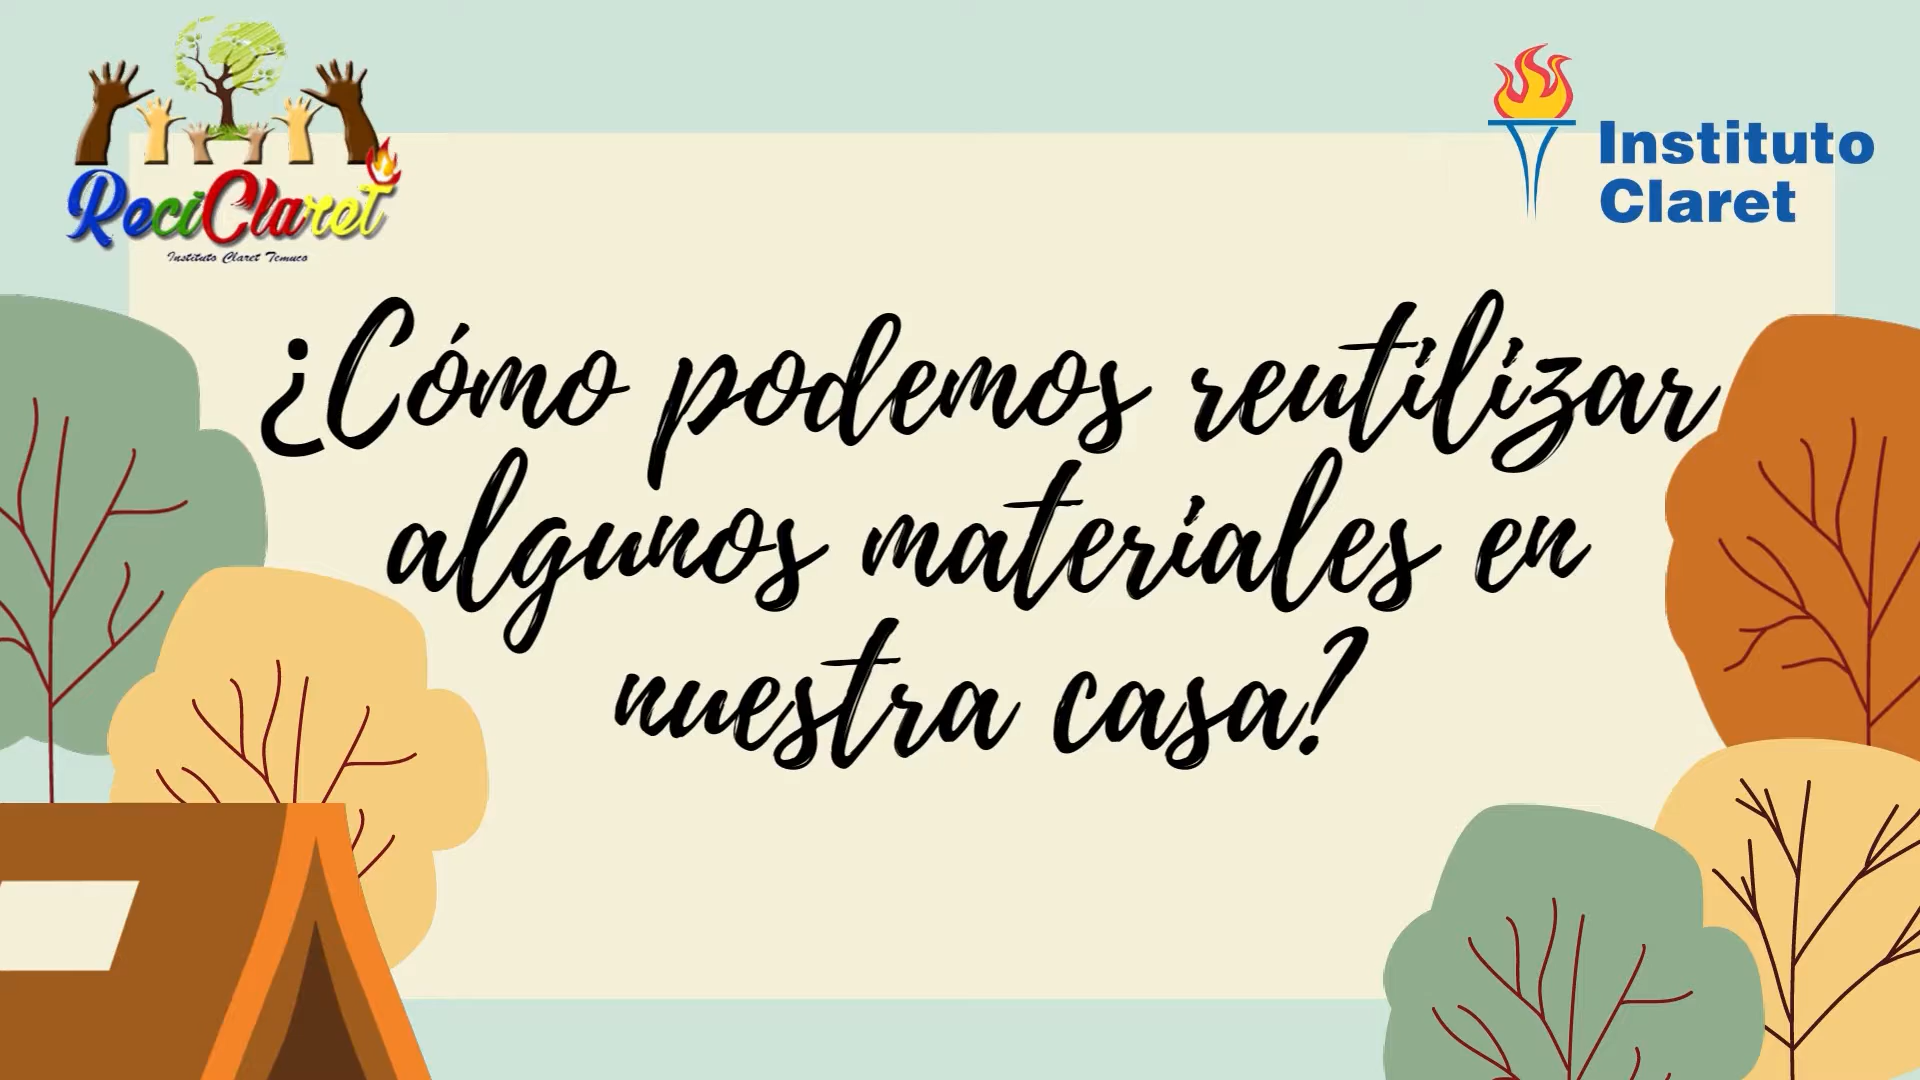 ReciClaret
Instituto Claret Temuco
Instituto
Claret
¿Cómo podemos reutilizar
algunos materiales en
nuestra casa?